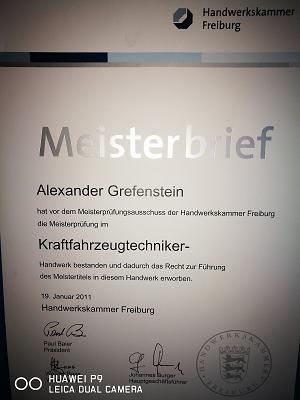 Handwerkskammer
Freiburg
Meisterbrief
Alexander Grefenstein
hat vor dem Meisterprüfungsausschuss der Handwerkskammer Freiburg
die Meisterprüfung im
Kraftfahrzeugtechniker-
Handwerk bestanden und dadurch das Recht zur Führung
des Meistertitels in diesem Handwerk erworben.
19. Januar 2011
Handwerkskammer Freiburg
Paul Baier
Präsident
Johannes Burger
Hauptgeschäftsführer
HANDWERKSKAMMER
FREIBURG
HUAWEI P9
LEICA DUAL CAMERA